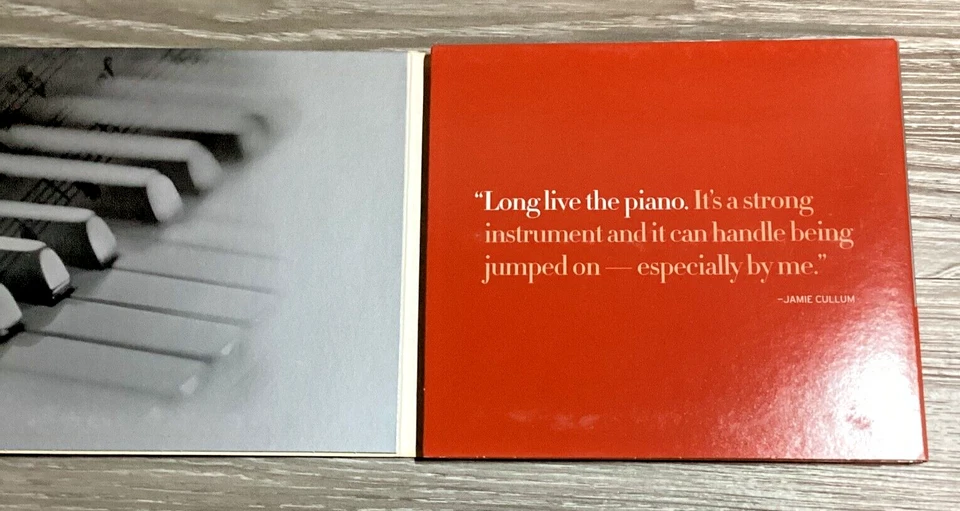 “Long live the piano. It’s a strong
instrument and it can handle being
jumped on — especially by me.”
–JAMIE CULLUM